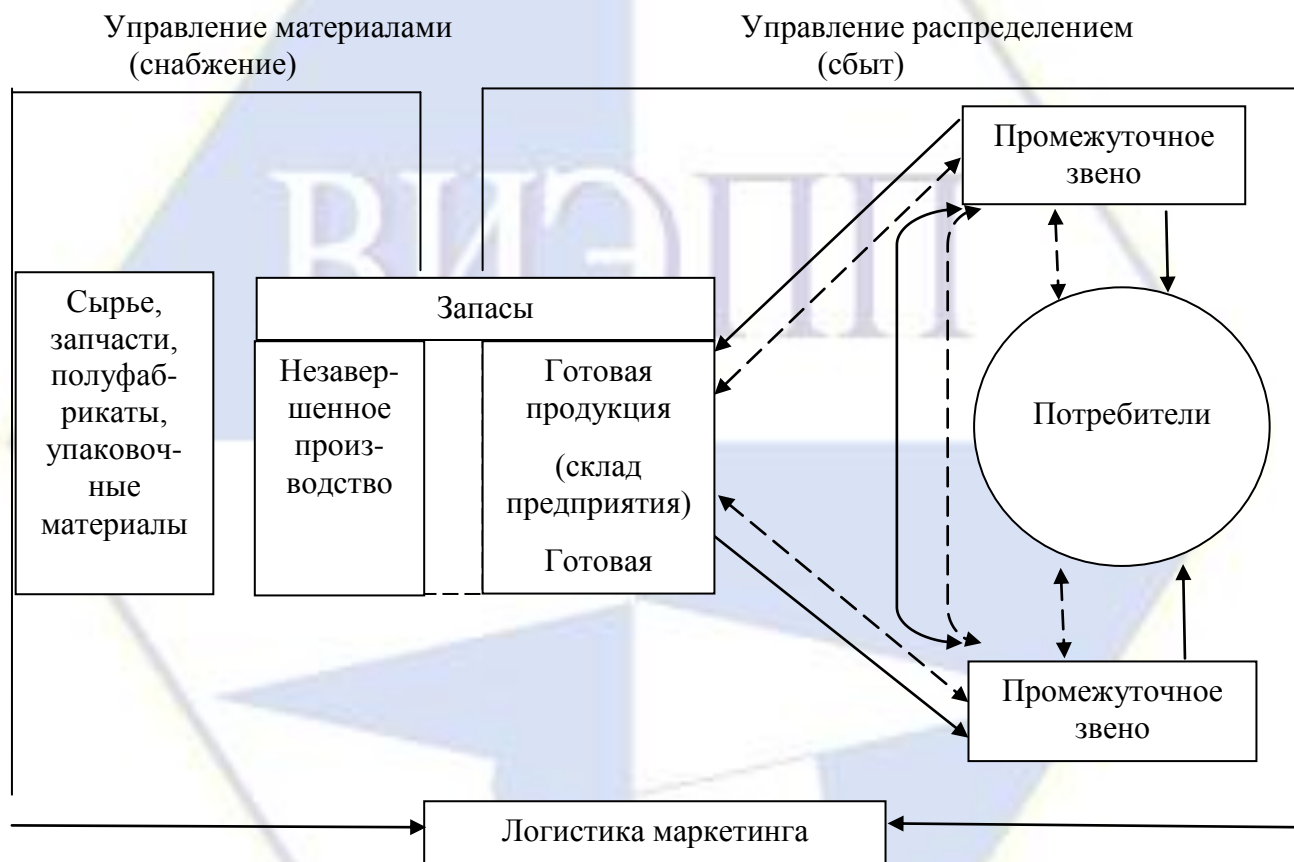 Управление материалами
(снабжение)
Управление распределением
(сбыт)
ВИЭПП
Промежуточное
звено
Сырье,
запчасти,
полуфаб-
рикаты,
упаковоч-
ные
материалы
Запасы
Незавер-
шенное
произ-
водство
Готовая
продукция
(склад
предприятия)
Готовая
Потребители
Промежуточное
звено
Логистика маркетинга